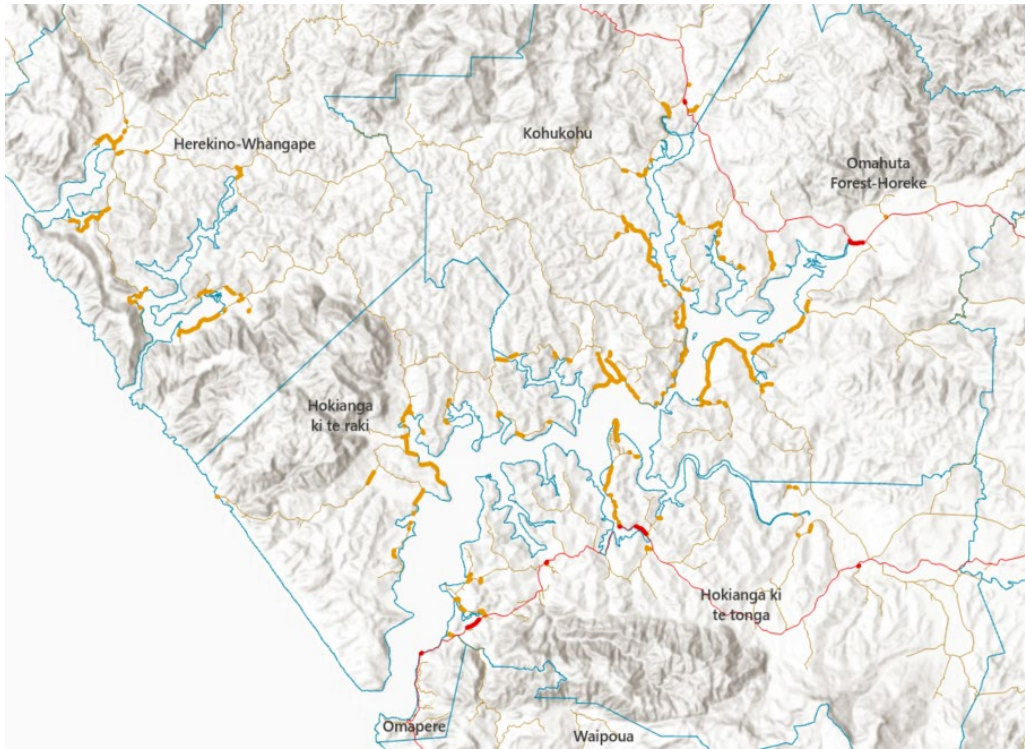 Herekino-Whangape
Kohukohu
Omahuta
Forest-Horeke
Hokianga
ki te raki
Hokianga ki
te tonga
Omapere
Waipoua